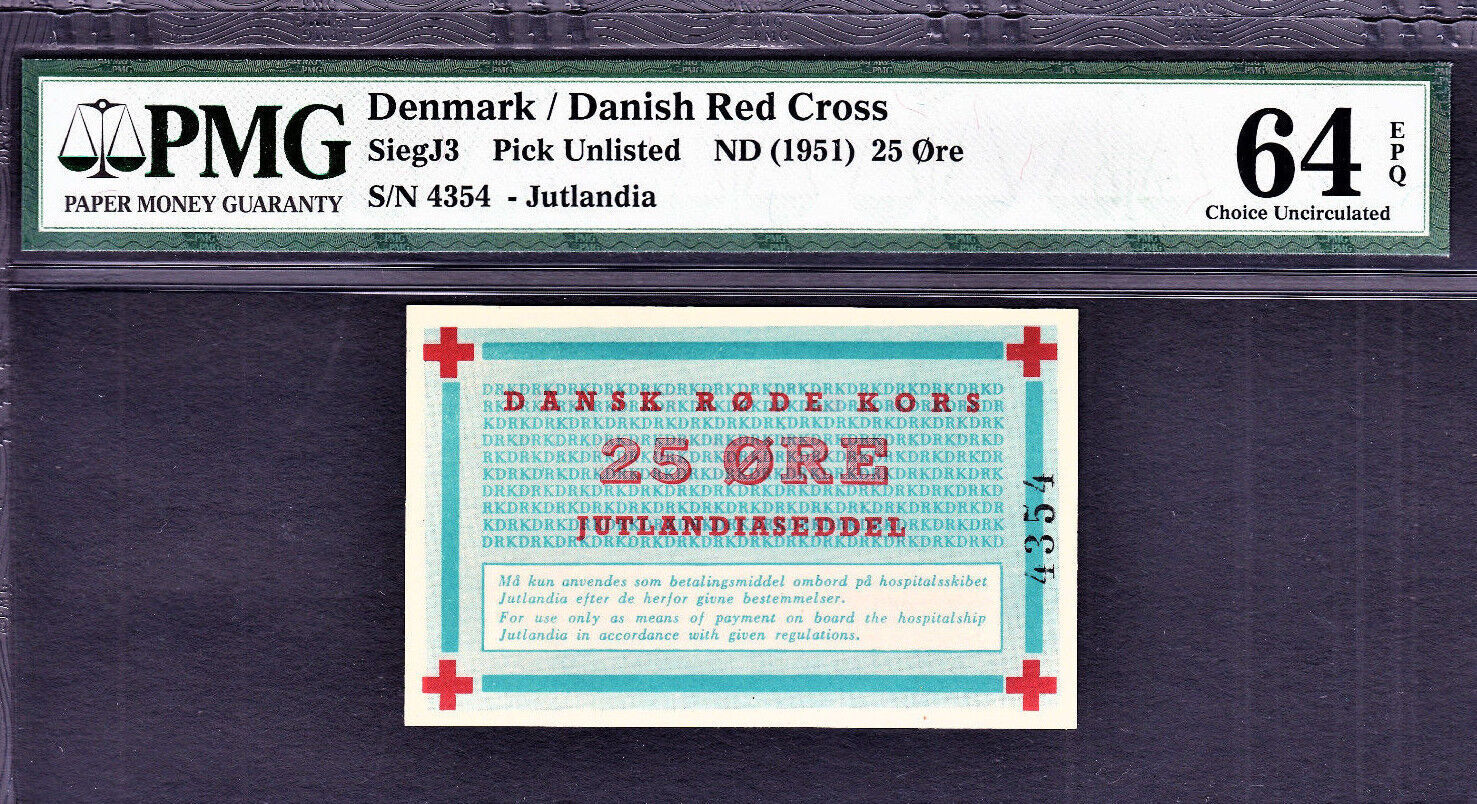 PMG
PAPER MONEY GUARANTY
Denmark / Danish Red Cross
SiegJ3 Pick Unlisted ND (1951) 25 Øre
S/N 4354 - Jutlandia
64
EPQ
Choice Uncirculated
DRKDRKDRKDRKDRKDRKDRKDRKDRKDRKDRKDRKDRKDRKD
DANSK RØDE KORS
25 ØRE
JUTLANDIASEDDEL
Må kun anvendes som betalingsmiddel ombord på hospitalsskibet
Jutlandia efter de herfor givne bestemmelser.
For use only as means of payment on board the hospitalship
Jutlandia in accordance with given regulations.
4354